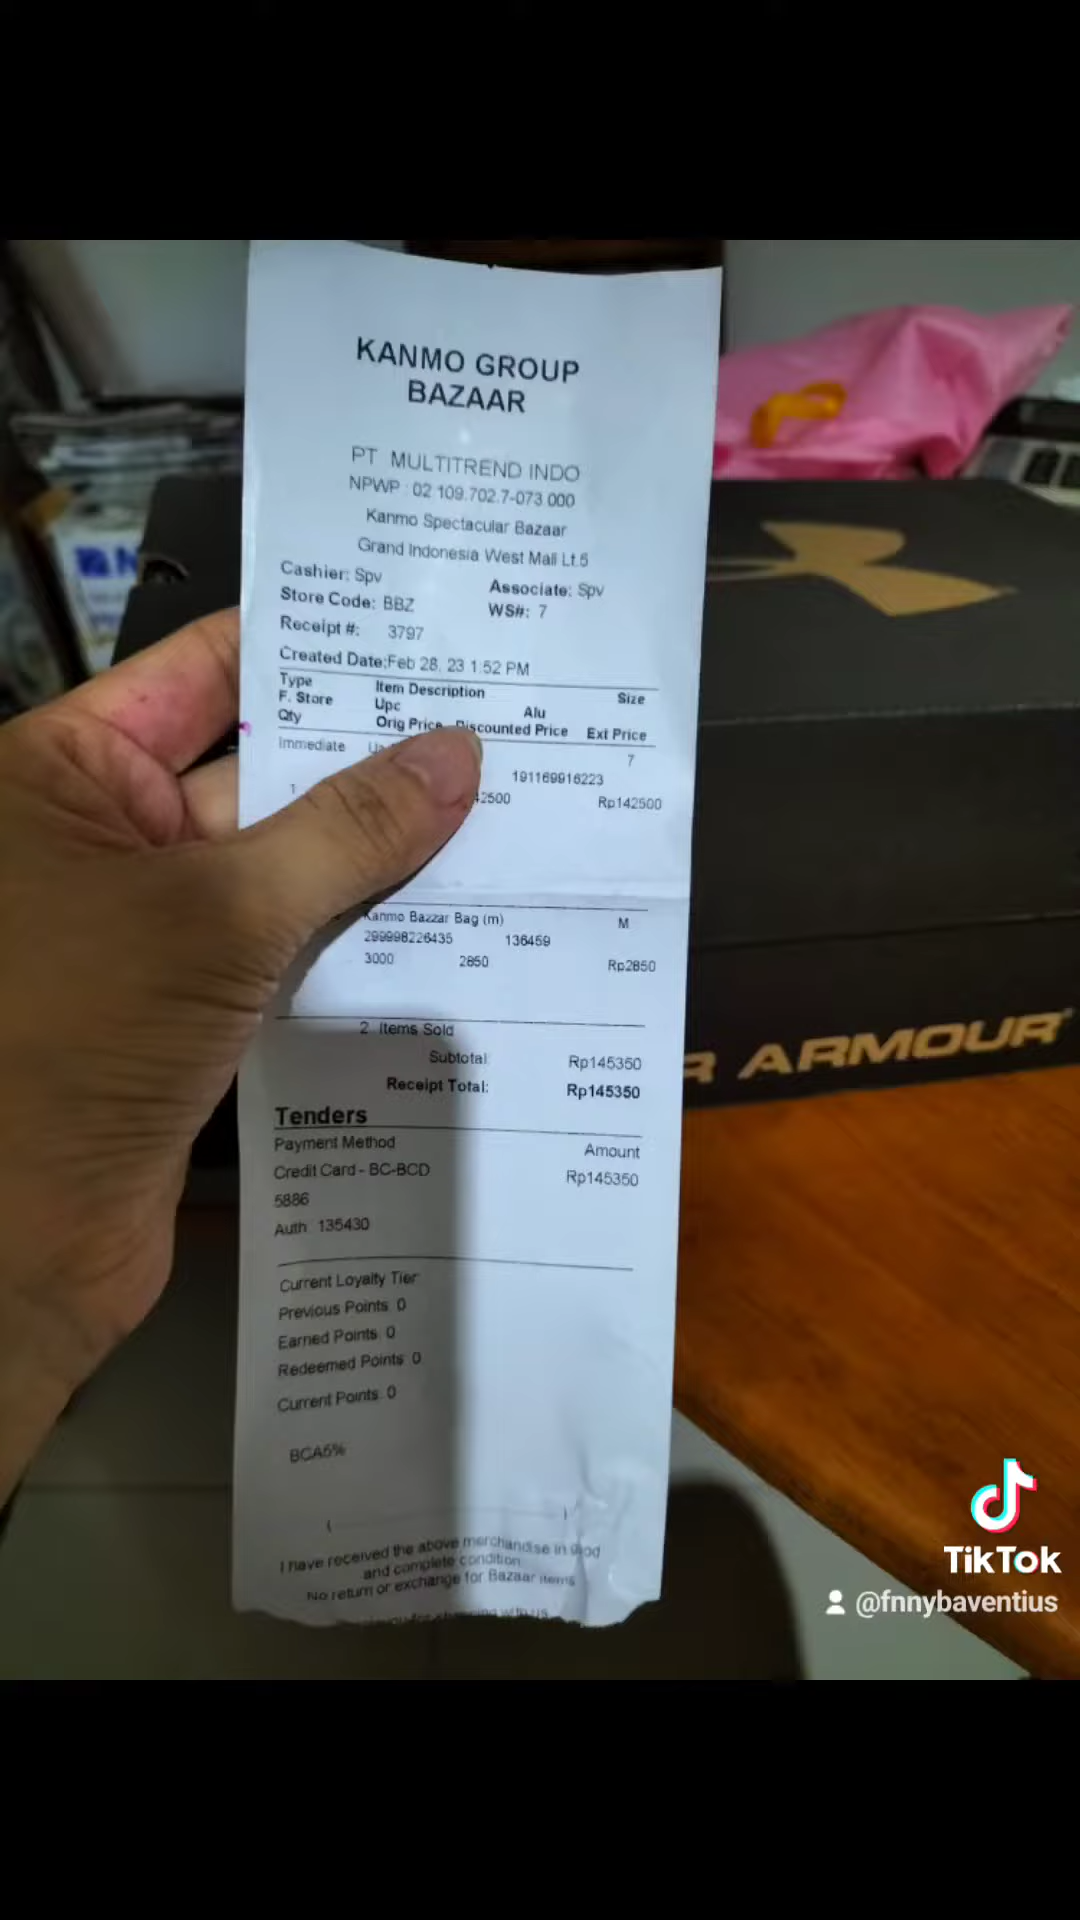 KANMO GROUP
BAZAAR
PT MULTITREND INDO
NPWP : 02 109.702.7-073 000
Kanmo Spectacular Bazaar
Grand Indonesia West Mall Lt.5
Cashier: Spv
Associate: Spv
Store Code: BBZ
WS#: 7
Receipt #: 3797
Created Date:Feb 28, 23 1:52 PM
Type Item Description Size
F. Store Upc Alu
Qty Orig Price Discounted Price Ext Price
Immediate 7
191169916223
1 42500 Rp142500
Kanmo Bazzar Bag (m) M
299998226435 136459
3000 2850 Rp2850
2 Items Sold
Subtotal Rp145350
Receipt Total: Rp145350
Tenders
Payment Method Amount
Credit Card - BC-BCD Rp145350
5886
Auth 135430
Current Loyalty Tier
Previous Points 0
Earned Points 0
Redeemed Points 0
Current Points 0
BCA5%
( )
I have received the above merchandise in good
and complete condition
No return or exchange for Bazaar items
for shopping with us
R ARMOUR
N
TikTok
@fnnybaventius